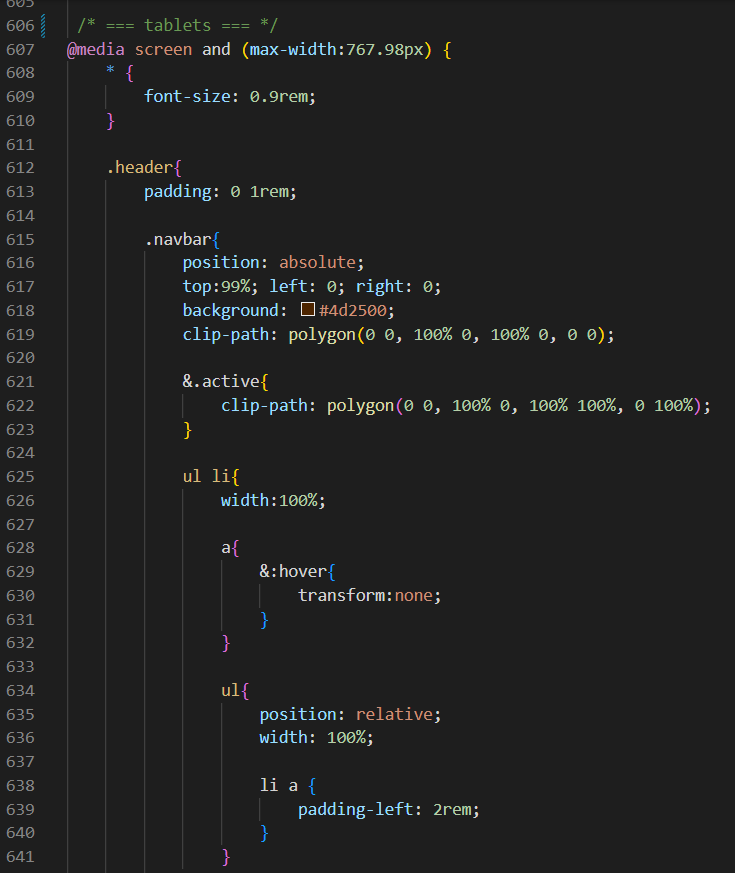 605
606 /* === tablets === */
607 @media screen and (max-width:767.98px) {
608 * {
609 font-size: 0.9rem;
610 }
611
612 .header{
613 padding: 0 1rem;
614
615 .navbar{
616 position: absolute;
617 top:99%; left: 0; right: 0;
618 background: #4d2500;
619 clip-path: polygon(0 0, 100% 0, 100% 0, 0 0);
620
621 &.active{
622 clip-path: polygon(0 0, 100% 0, 100% 100%, 0 100%);
623 }
624
625 ul li{
626 width:100%;
627
628 a{
629 &:hover{
630 transform:none;
631 }
632 }
633
634 ul{
635 position: relative;
636 width: 100%;
637
638 li a {
639 padding-left: 2rem;
640 }
641 }